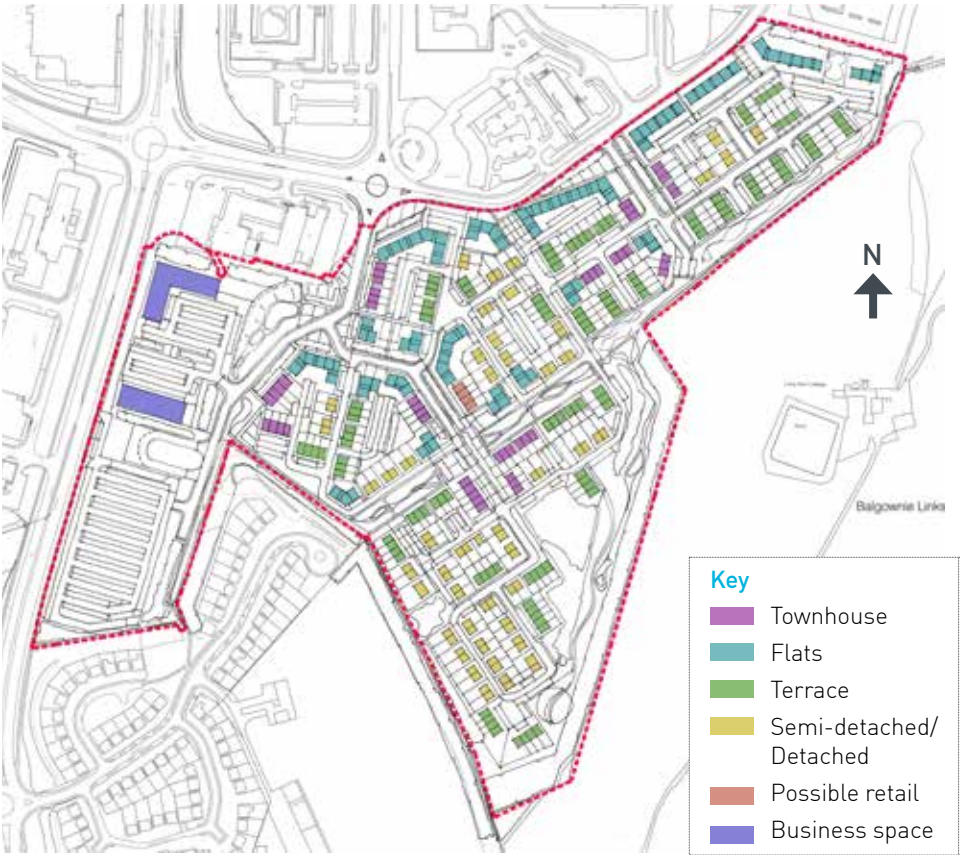 N
Balgownie Links
Key
Townhouse
Flats
Terrace
Semi-detached/
Detached
Possible retail
Business space